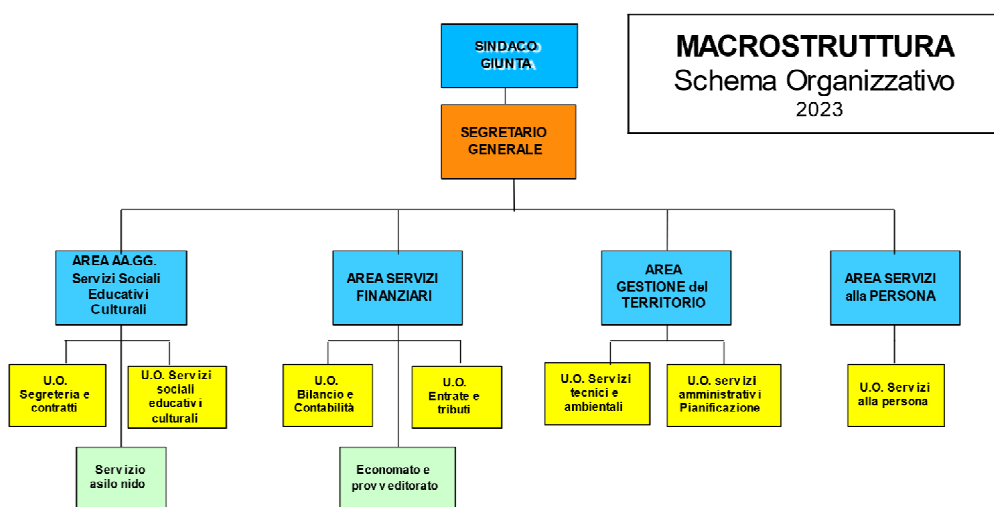 SINDACO
GIUNTA
MACROSTRUTTURA
Schema Organizzativo
2023
SEGRETARIO
GENERALE
AREA AA.GG.
Servizi Sociali
Educativi
Culturali
AREA SERVIZI
FINANZIARI
AREA
GESTIONE del
TERRITORIO
AREA SERVIZI
alla PERSONA
U.O.
Segreteria e
contratti
U.O. Servizi
sociali
educativi
culturali
U.O.
Bilancio e
Contabilità
U.O.
Entrate e
tributi
U.O. Servizi
tecnici e
ambientali
U.O. servizi
amministrativi
Pianificazione
U.O. Servizi
alla persona
Servizio
asilo nido
Economato e
provveditorato